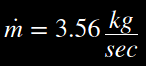 ṁ = 3.56 kg/sec